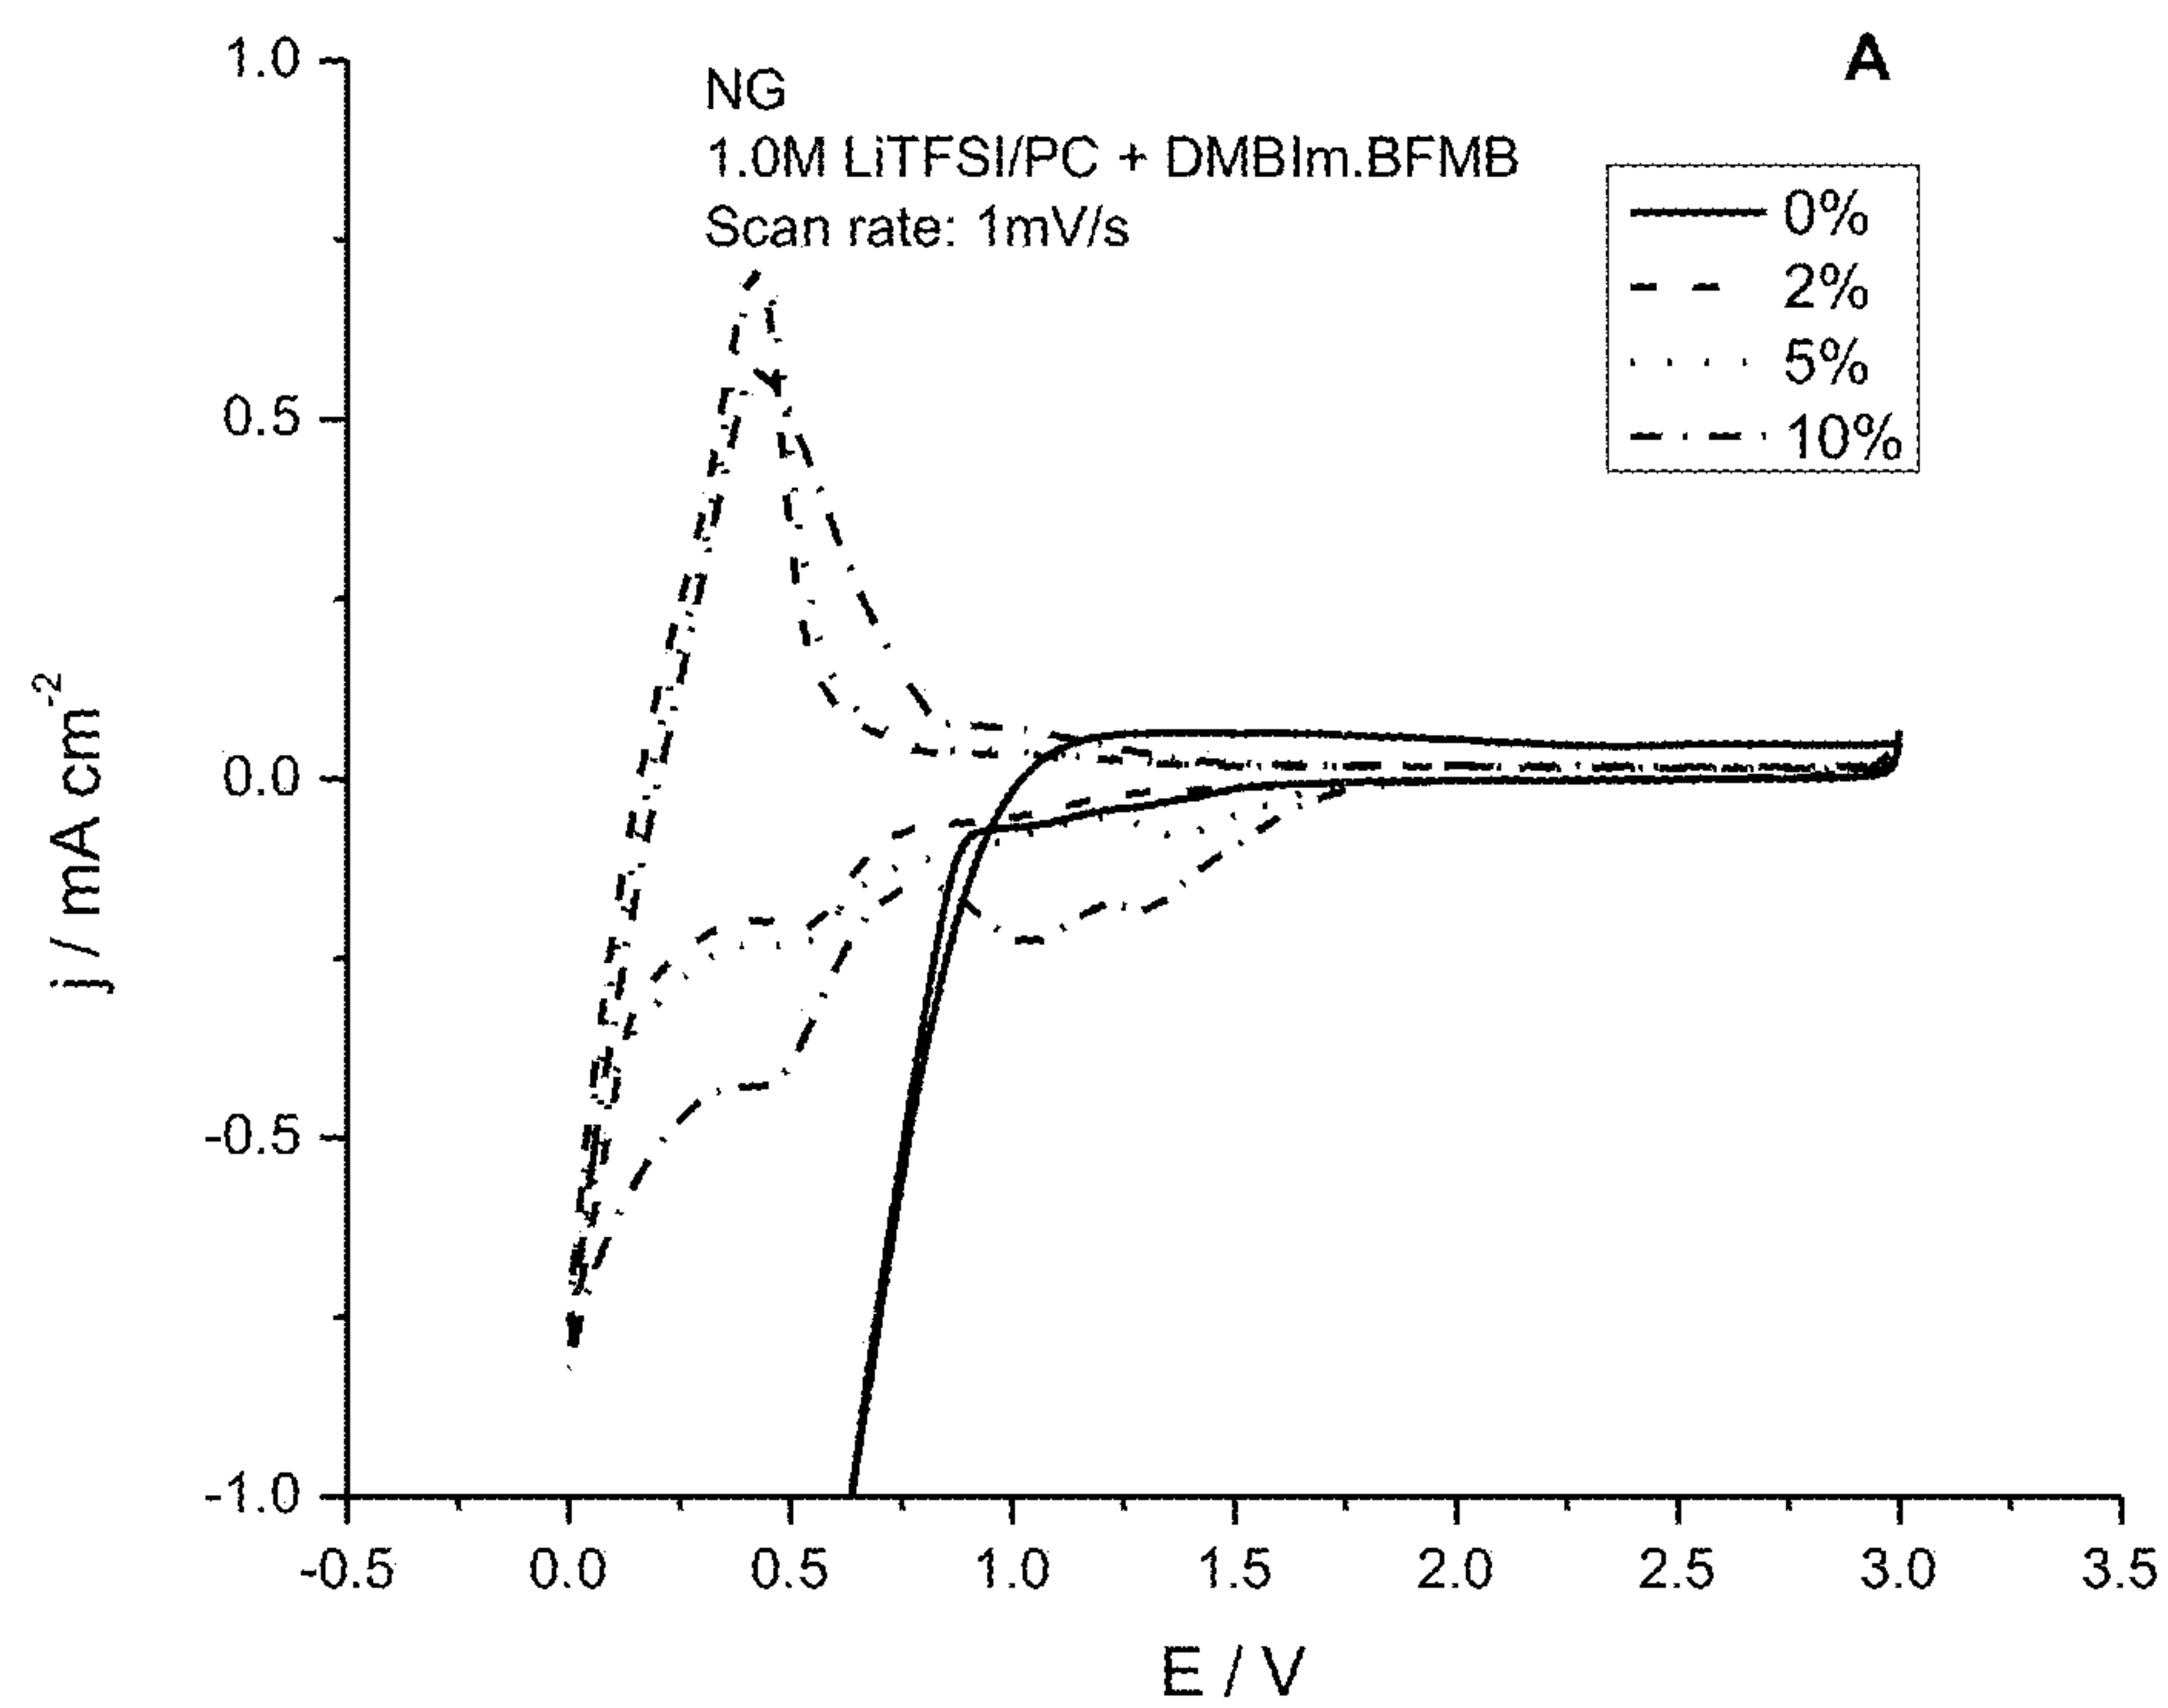 A
NG
1.0M LiTFSI/PC + DMBIm.BFMB
Scan rate: 1mV/s
0%
2%
5%
10%
1.0
0.5
0.0
-0.5
-1.0
j / mA cm-2
-0.5 0.0 0.5 1.0 1.5 2.0 2.5 3.0 3.5
E / V